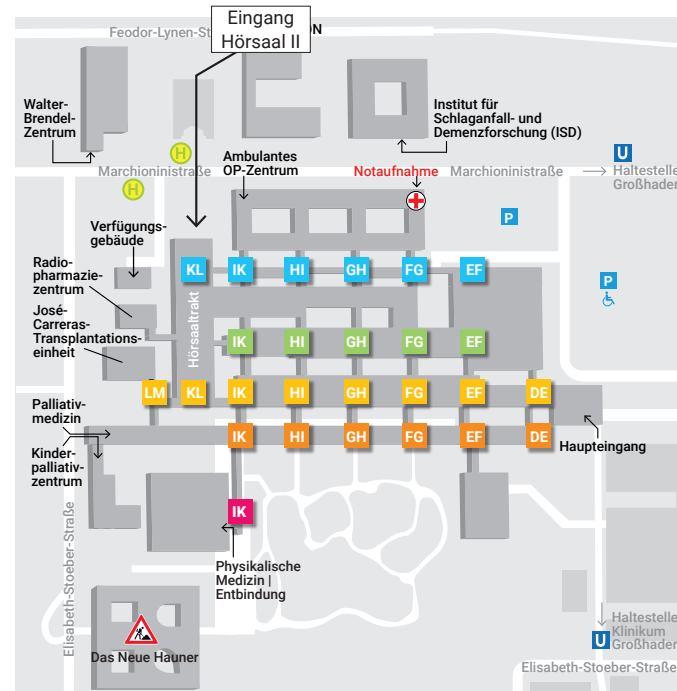 Eingang
Hörsaal II
Feodor-Lynen-St
N
Walter-
Brendel-
Zentrum
H
Institut für
Schlaganfall- und
Demenzforschung (ISD)
U
Ambulantes
OP-Zentrum
Marchioninistraße
Notaufnahme
Marchioninistraße
Haltestelle
Großhadern
H
P
Verfügungs-
gebäude
Radio-
pharmazie-
zentrum
KL IK HI GH FG EF
P
José-
Carreras-
Transplantations-
einheit
Hörsaaltrakt
IK HI GH FG EF
LM KL IK HI GH FG EF DE
Palliativ-
medizin
IK HI GH FG EF DE
Haupteingang
Kinder-
palliativ-
zentrum
IK
Elisabeth-Stoeber-Straße
Physikalische
Medizin |
Entbindung
Das Neue Hauner
U
Haltestelle
Klinikum
Großhadern
Elisabeth-Stoeber-Straße